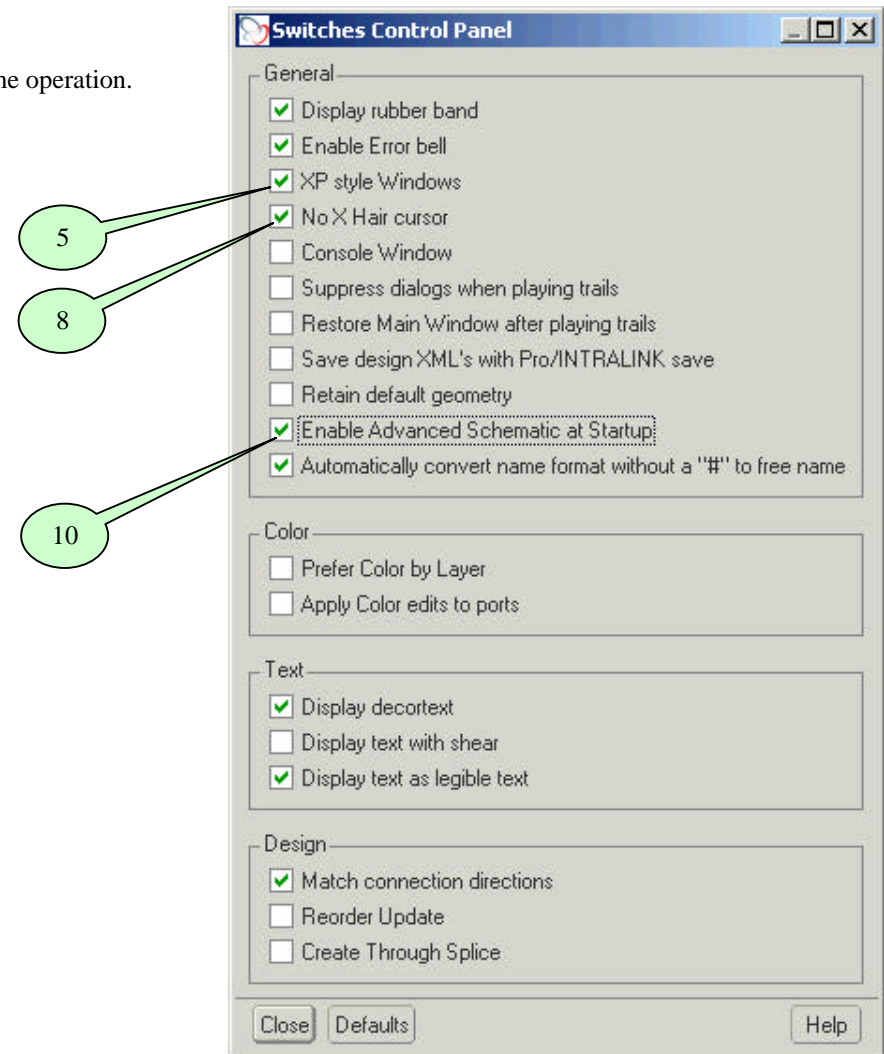 Switches Control Panel
ne operation.
General
Display rubber band
Enable Error bell
XP style Windows
5
No X Hair cursor
Console Window
Suppress dialogs when playing trails
8
Restore Main Window after playing trails
Save design XML's with Pro/INTRALINK save
Retain default geometry
Enable Advanced Schematic at Startup
Automatically convert name format without a "#" to free name
10
Color
Prefer Color by Layer
Apply Color edits to ports
Text
Display decortext
Display text with shear
Display text as legible text
Design
Match connection directions
Reorder Update
Create Through Splice
Close Defaults Help